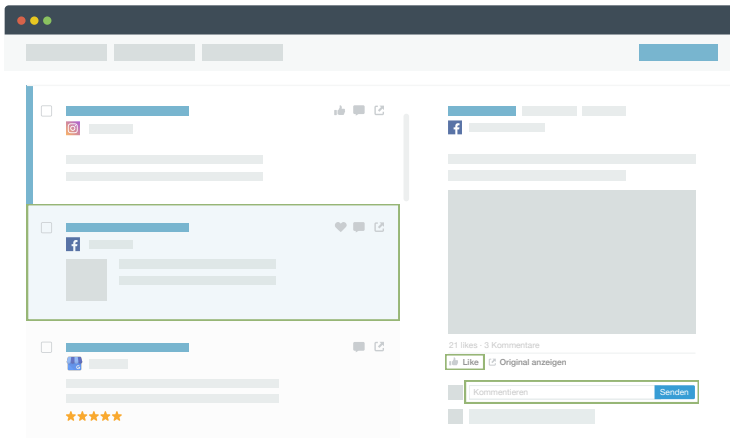 21 likes · 3 Kommentare
Like Original anzeigen
Kommentieren Senden